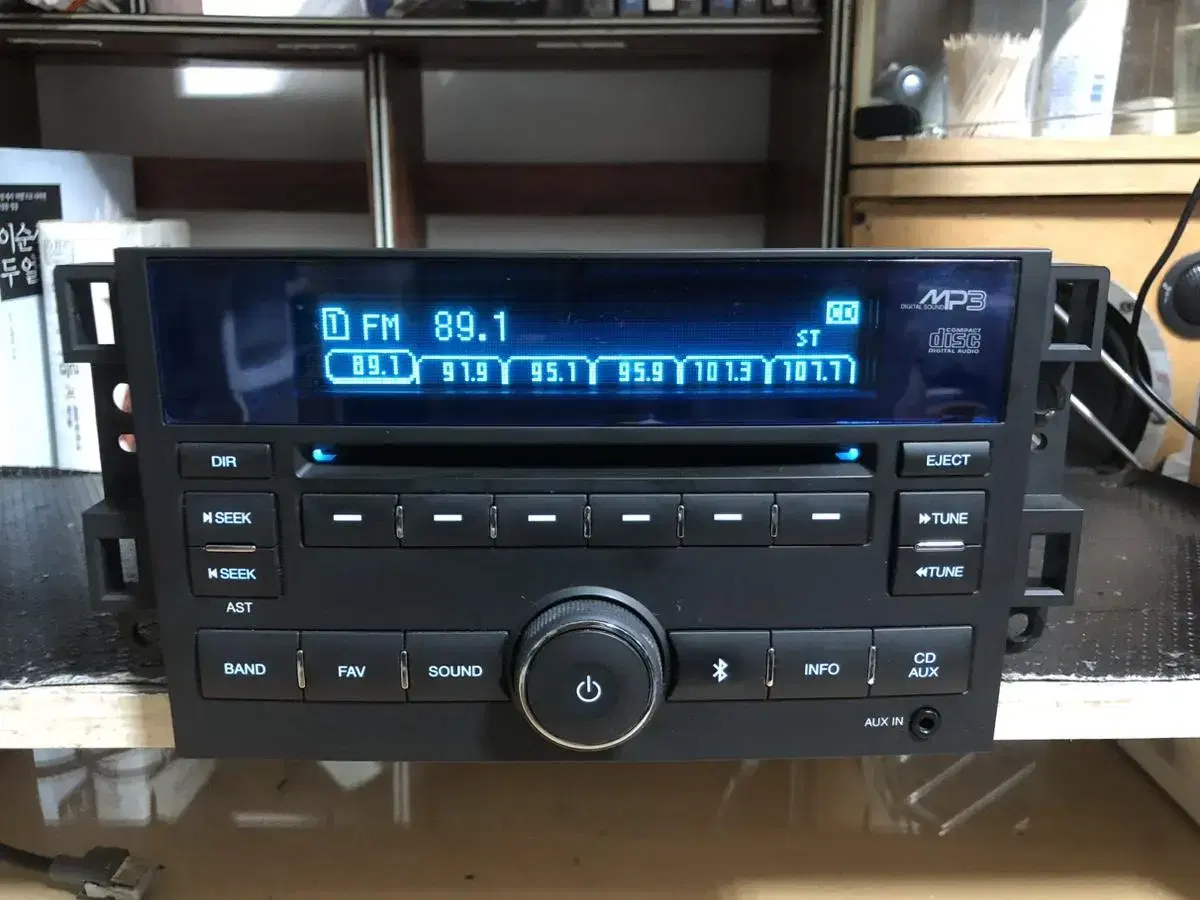 이순
두 얼
1 FM 89.1
CD
ST
89.1 91.9 95.1 95.9 101.3 107.7
MP3
DIGITAL SOUND
COMPACT
disc
DIGITAL AUDIO
DIR
EJECT
SEEK
TUNE
SEEK
TUNE
AST
BAND
FAV
SOUND
INFO
CD
AUX
AUX IN